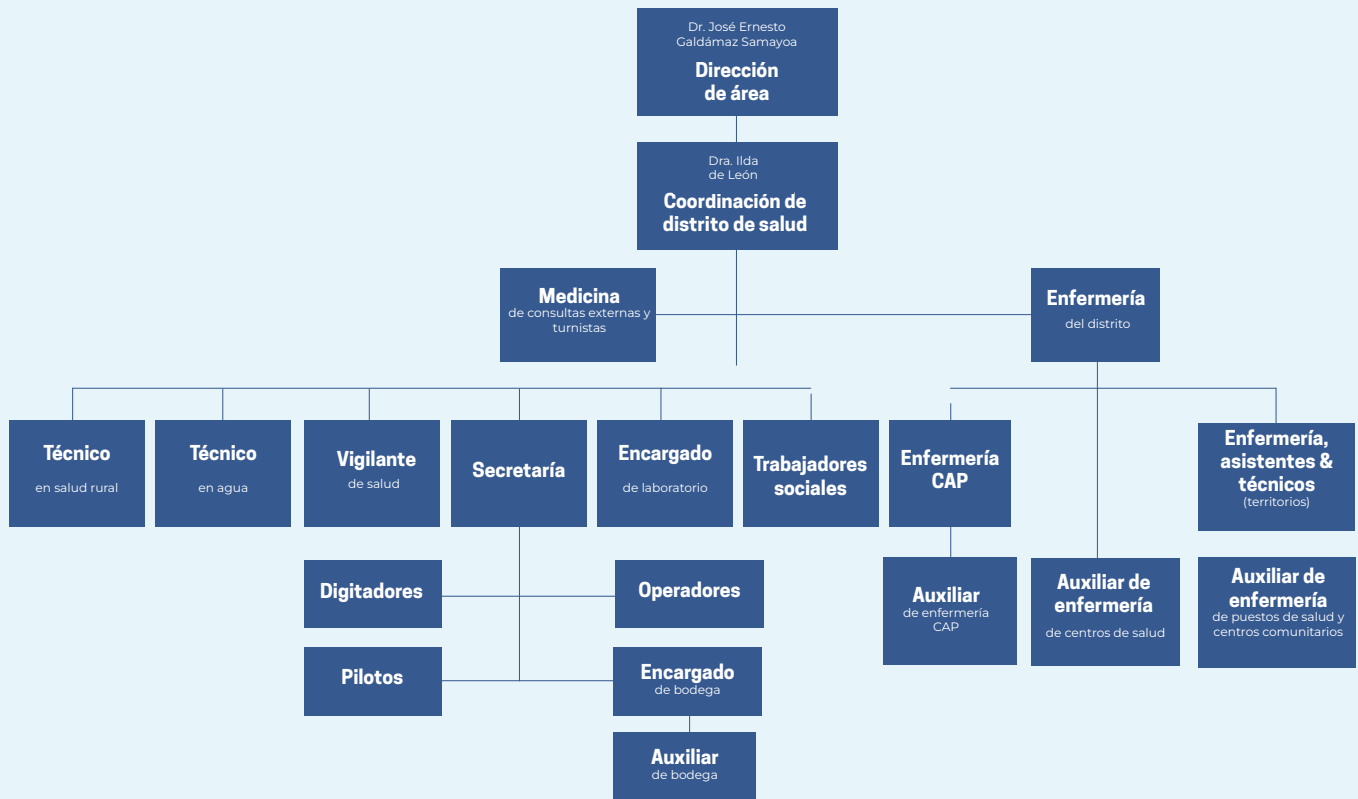 Dr. José Ernesto
Galdámaz Samayoa
Dirección
de área
Dra. Ilda
de León
Coordinación de
distrito de salud
Medicina
de consultas externas y
turnistas
Enfermería
del distrito
Técnico
en salud rural
Técnico
en agua
Vigilante
de salud
Secretaría
Encargado
de laboratorio
Trabajadores
sociales
Enfermería
CAP
Enfermería,
asistentes &
técnicos
(territorios)
Digitadores
Operadores
Auxiliar
de enfermería
CAP
Auxiliar de
enfermería
de centros de salud
Auxiliar de
enfermería
de puestos de salud y
centros comunitarios
Pilotos
Encargado
de bodega
Auxiliar
de bodega